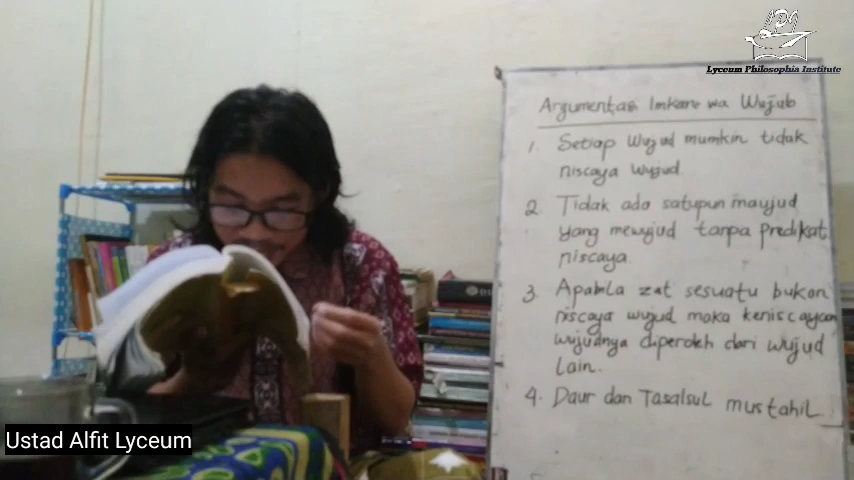 Lyceum Philosophia Institute
Argumentasi Imkan wa Wujub
1. Setiap Wujud mumkin tidak
niscaya wujud.
2. Tidak ada satupun maujud
yang mewujud tanpa Predikat
niscaya.
3. Apabila zat sesuatu bukan
niscaya wujud maka keniscayaan
wujudnya diperoleh dari wujud
Lain.
4. Daur dan Tasalsul mustahil
Ustad Alfit Lyceum